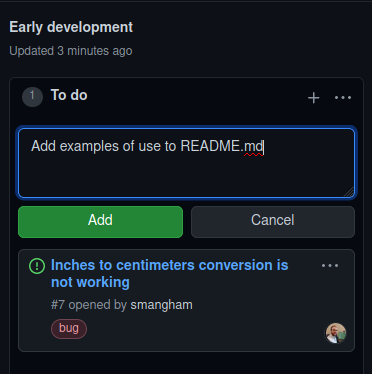 Early development
Updated 3 minutes ago
1 To do
Add examples of use to README.md
Add Cancel
Inches to centimeters conversion is
not working
#7 opened by smangham
bug